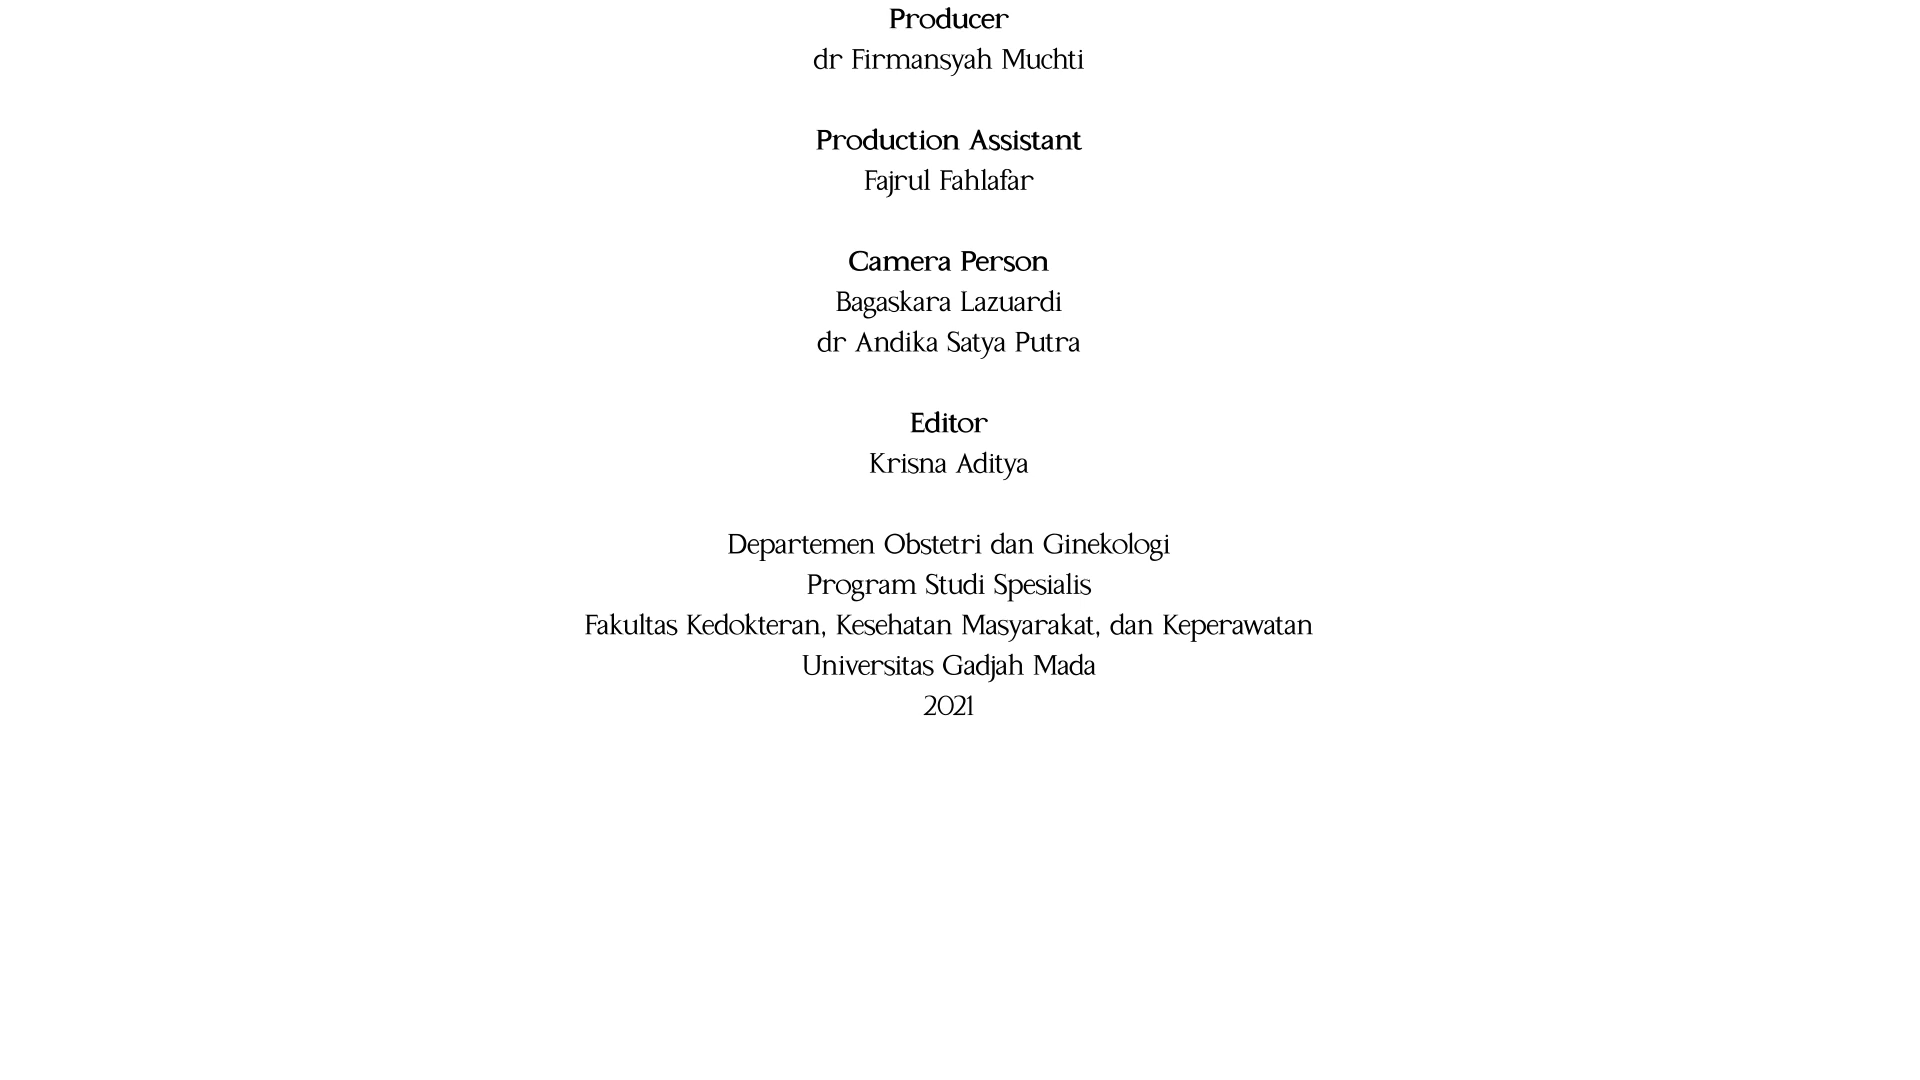 Producer
dr Firmansyah Muchti
Production Assistant
Fajrul Fahlafar
Camera Person
Bagaskara Lazuardi
dr Andika Satya Putra
Editor
Krisna Aditya
Departemen Obstetri dan Ginekologi
Program Studi Spesialis
Fakultas Kedokteran, Kesehatan Masyarakat, dan Keperawatan
Universitas Gadjah Mada
2021